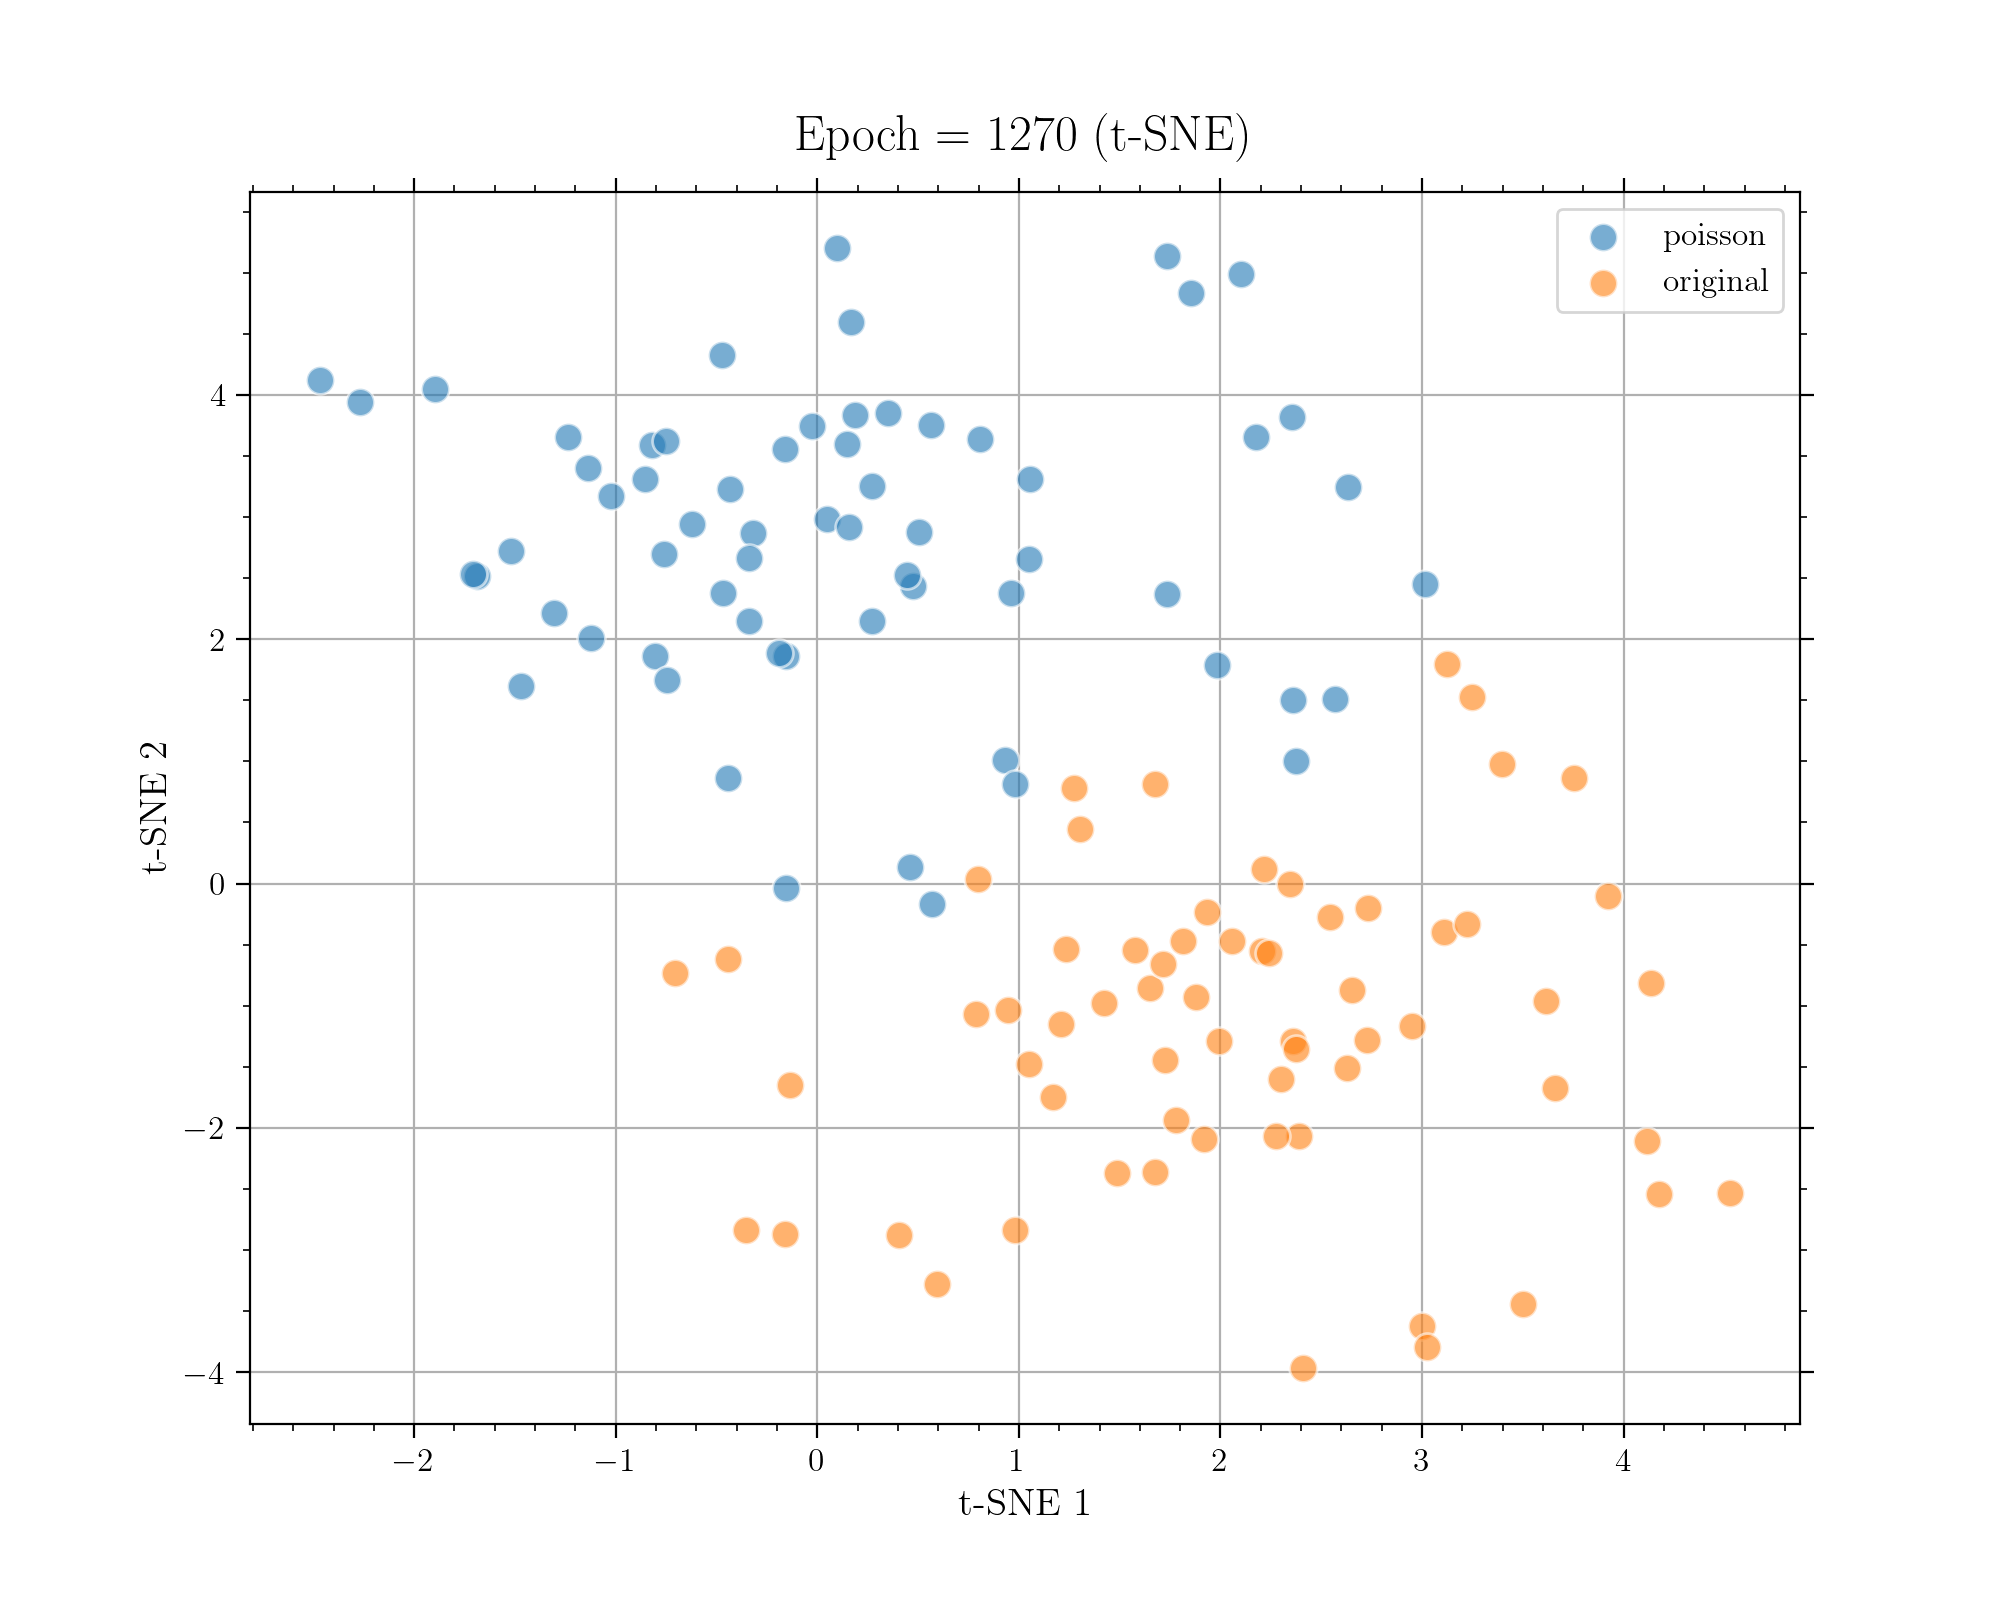 Epoch = 1270 (t-SNE)
poisson
original
t-SNE 2
4
2
0
−2
−4
−2 −1 0 1 2 3 4
t-SNE 1